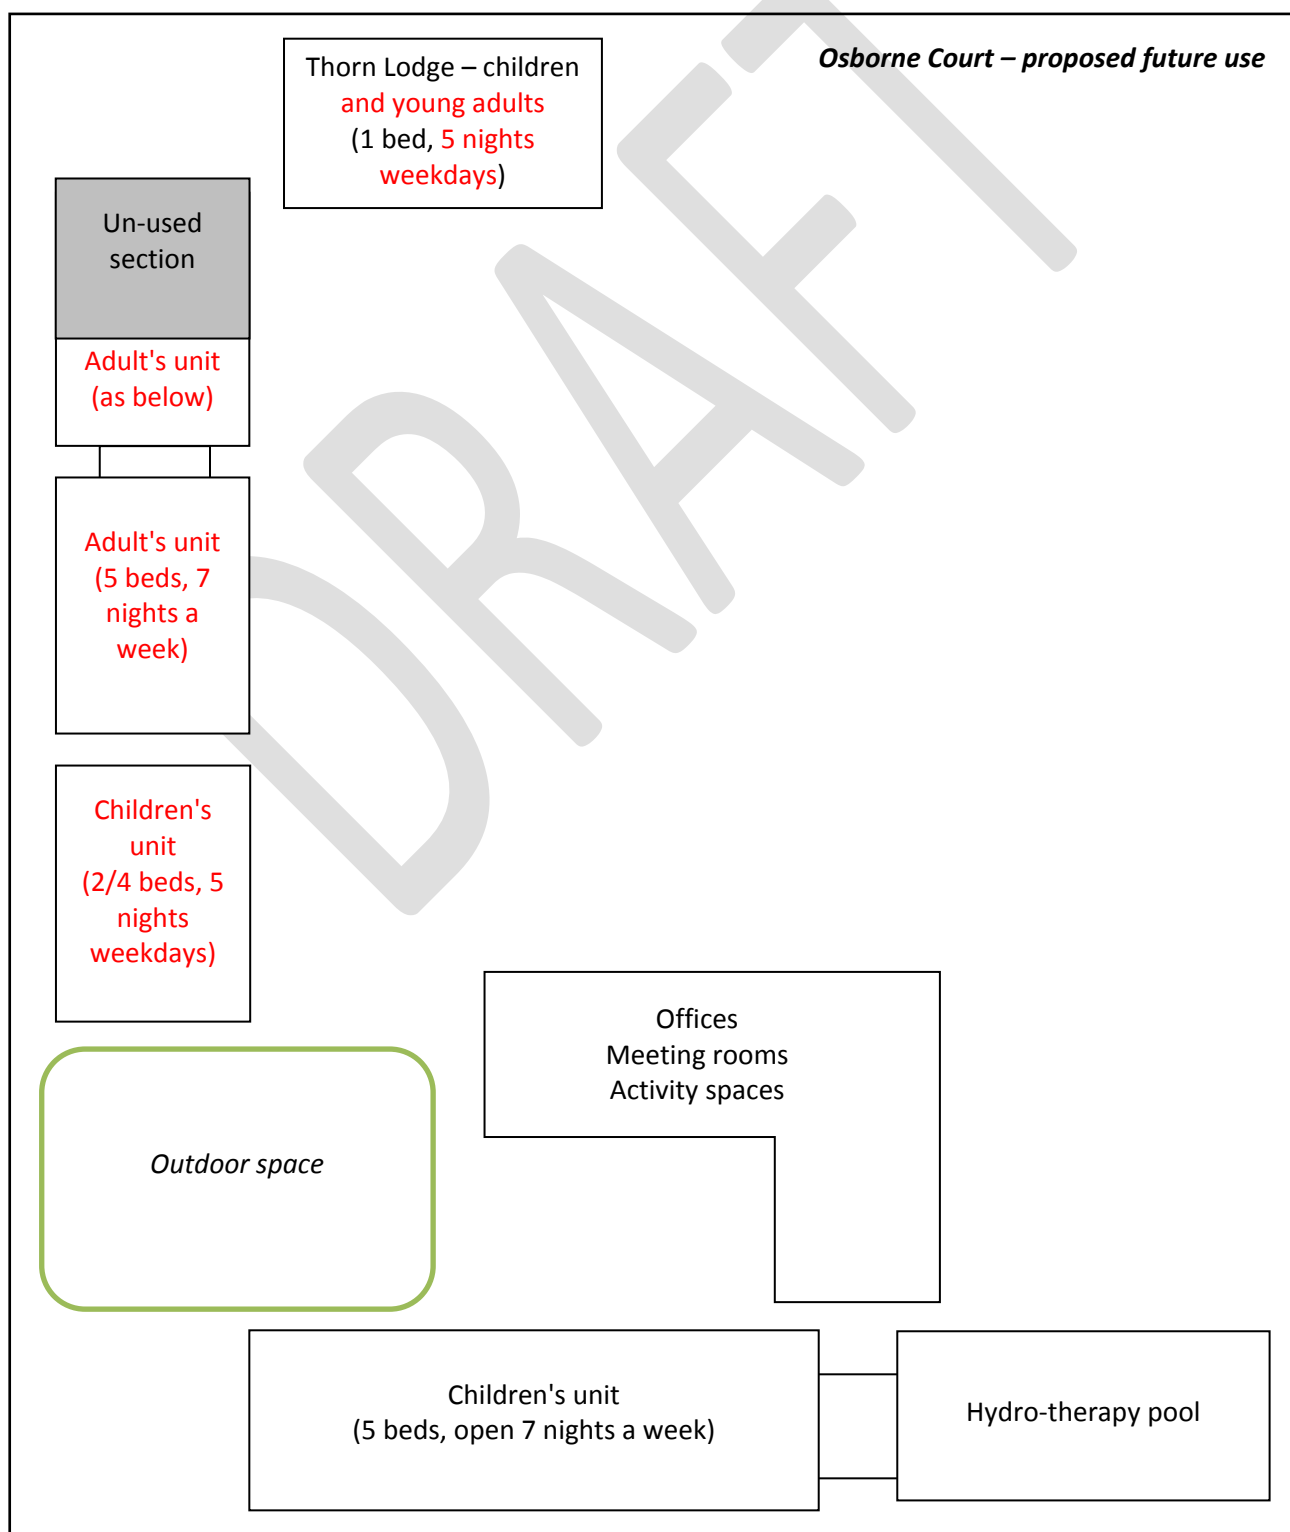 Osborne Court – proposed future use
Thorn Lodge – children
and young adults
(1 bed, 5 nights
weekdays)
Un-used
section
Adult's unit
(as below)
Adult's unit
(5 beds, 7
nights a
week)
Children's
unit
(2/4 beds, 5
nights
weekdays)
Offices
Meeting rooms
Activity spaces
Outdoor space
Children's unit
(5 beds, open 7 nights a week)
Hydro-therapy pool
DRAFT